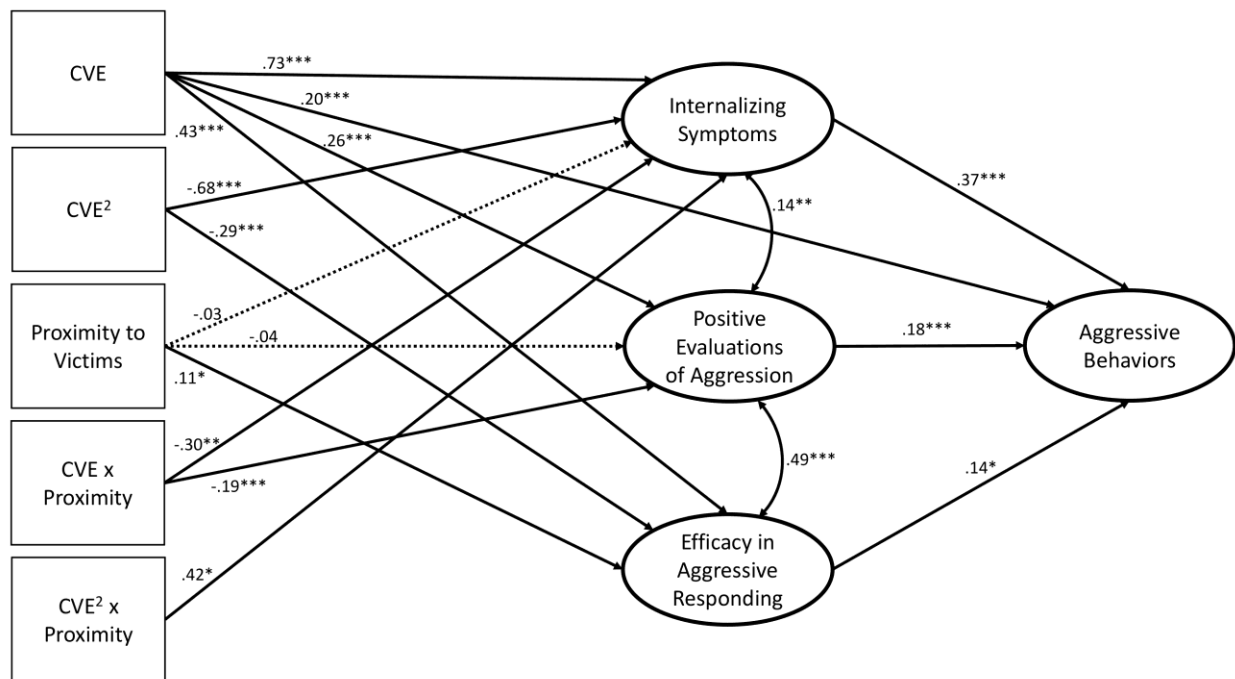 CVE
CVE²
Proximity to
Victims
CVE x
Proximity
CVE² x
Proximity
.73***
.20***
.43***
.26***
-.68***
-.29***
-.03
-.04
.11*
-.30**
-.19***
.42*
Internalizing
Symptoms
.14**
Positive
Evaluations
of Aggression
.49***
Efficacy in
Aggressive
Responding
.37***
.18***
.14*
Aggressive
Behaviors